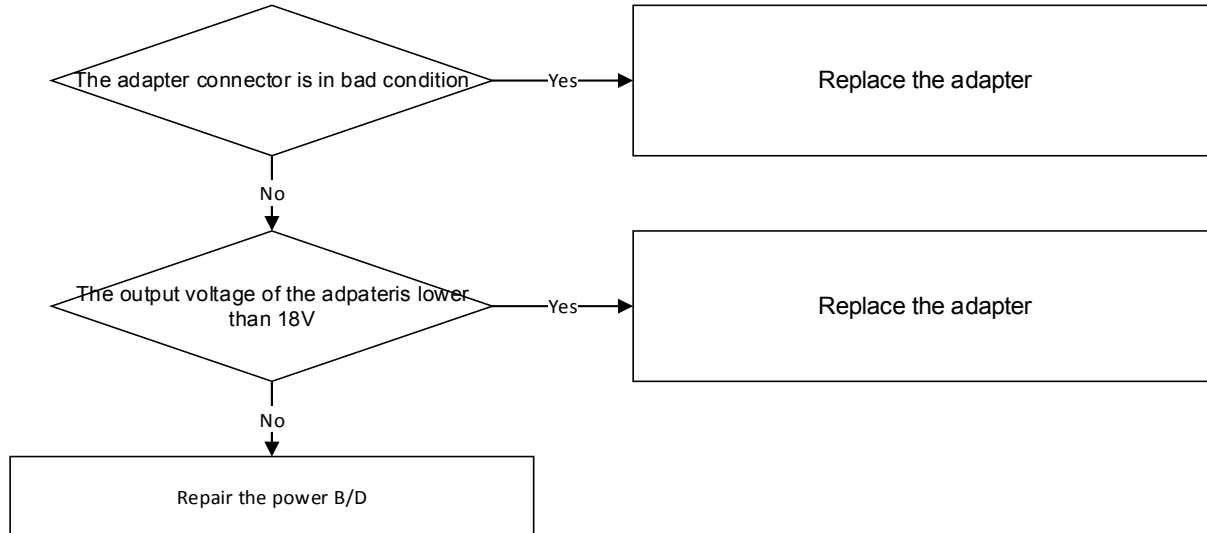 The adapter connector is in bad condition
Yes
Replace the adapter
No
The output voltage of the adpateris lower
than 18V
Yes
Replace the adapter
No
Repair the power B/D